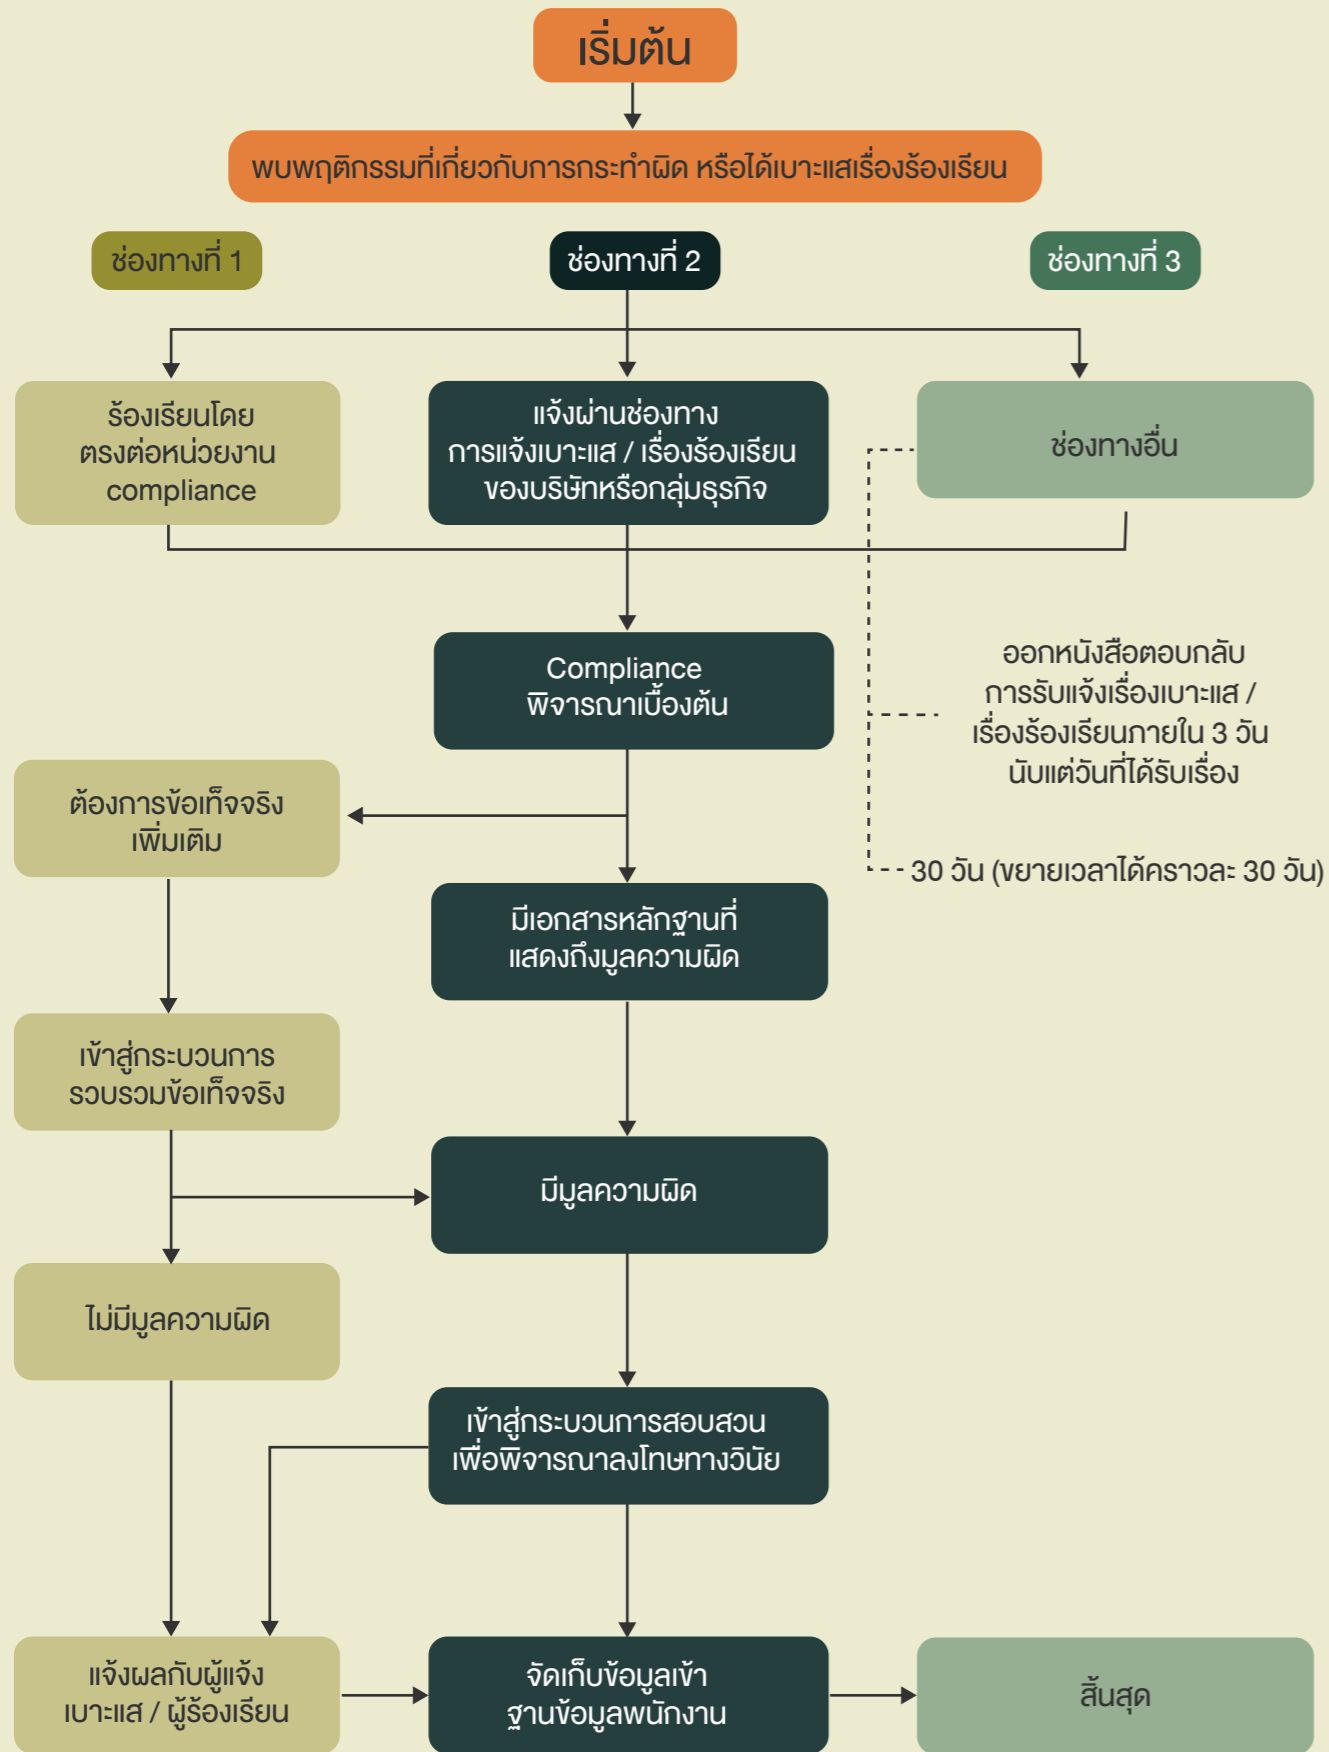 เริ่มต้น
พบพฤติกรรมที่เกี่ยวกับการกระทำผิด หรือได้เบาะแสเรื่องร้องเรียน
ช่องทางที่ 1
ช่องทางที่ 2
ช่องทางที่ 3
ร้องเรียนโดย
ตรงต่อหน่วยงาน
compliance
แจ้งผ่านช่องทาง
การแจ้งเบาะแส / เรื่องร้องเรียน
ของบริษัทหรือกลุ่มธุรกิจ
ช่องทางอื่น
Compliance
พิจารณาเบื้องต้น
ออกหนังสือตอบกลับ
การรับแจ้งเรื่องเบาะแส /
เรื่องร้องเรียนภายใน 3 วัน
นับแต่วันที่ได้รับเรื่อง
ต้องการข้อเท็จจริง
เพิ่มเติม
30 วัน (ขยายเวลาได้คราวละ 30 วัน)
มีเอกสารหลักฐานที่
แสดงถึงมูลความผิด
เข้าสู่กระบวนการ
รวบรวมข้อเท็จจริง
มีมูลความผิด
ไม่มีมูลความผิด
เข้าสู่กระบวนการสอบสวน
เพื่อพิจารณาลงโทษทางวินัย
แจ้งผลกับผู้แจ้ง
เบาะแส / ผู้ร้องเรียน
จัดเก็บข้อมูลเข้า
ฐานข้อมูลพนักงาน
สิ้นสุด